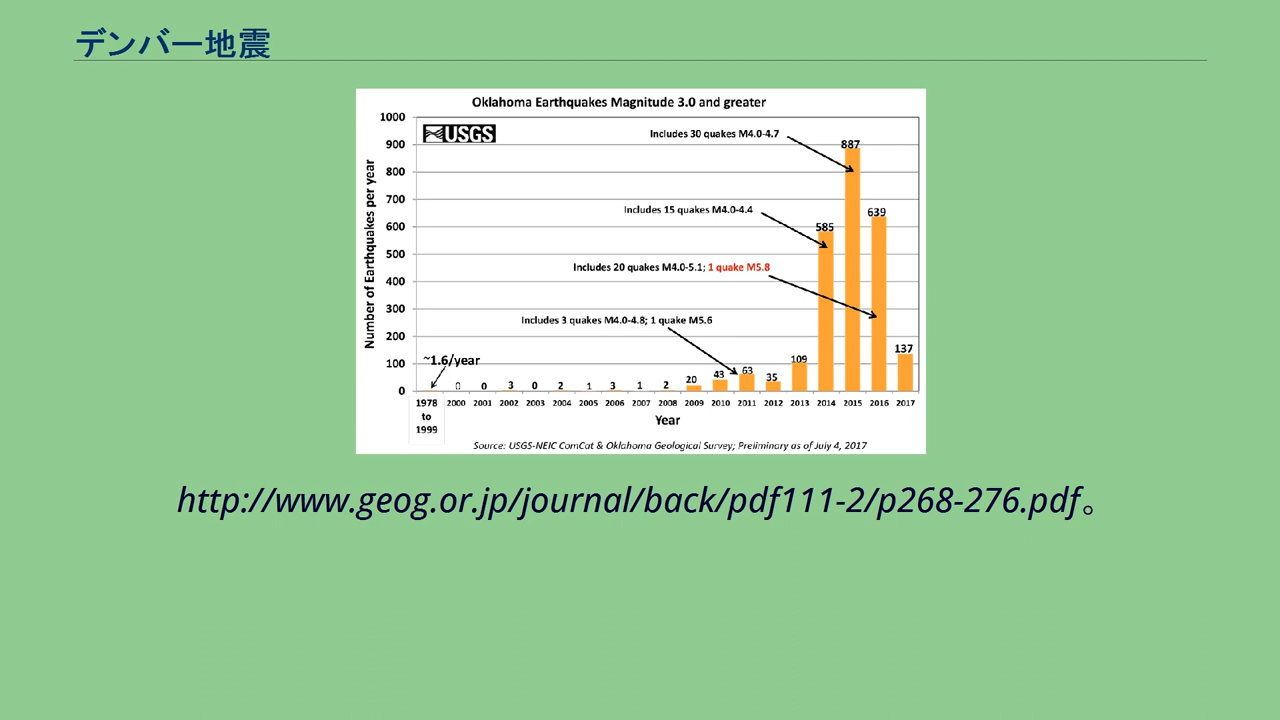 デンバー地震
Oklahoma Earthquakes Magnitude 3.0 and greater
USGS
Number of Earthquakes per year
1000
900
800
700
600
500
400
300
200
100
0
Includes 30 quakes M4.0-4.7
Includes 15 quakes M4.0-4.4
Includes 20 quakes M4.0-5.1; 1 quake M5.8
Includes 3 quakes M4.0-4.8; 1 quake M5.6
~1.6/year
0 0 3 0 2 1 3 1 2 20 43 63 35 109 585 887 639 137
1978 to 1999 2000 2001 2002 2003 2004 2005 2006 2007 2008 2009 2010 2011 2012 2013 2014 2015 2016 2017
Year
Source: USGS-NEIC ComCat & Oklahoma Geological Survey; Preliminary as of July 4, 2017
http://www.geog.or.jp/journal/back/pdf111-2/p268-276.pdf。